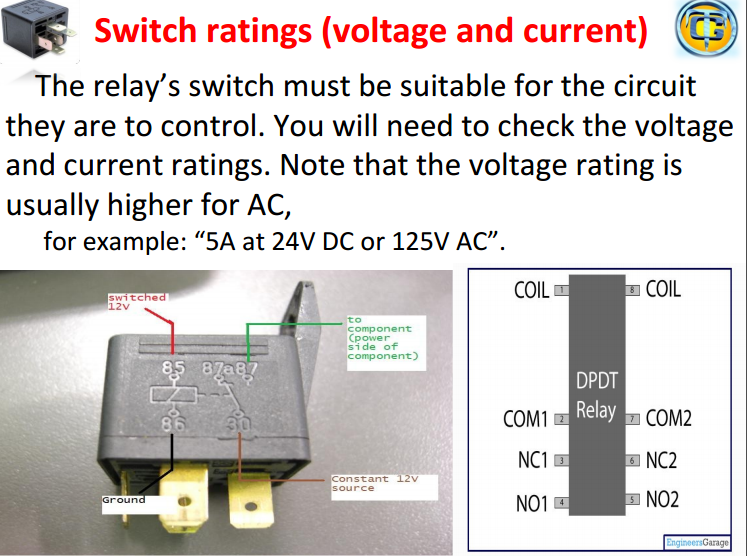 Switch ratings (voltage and current)
The relay’s switch must be suitable for the circuit
they are to control. You will need to check the voltage
and current ratings. Note that the voltage rating is
usually higher for AC,
for example: “5A at 24V DC or 125V AC”.
switched
12V
to
component
(power
side of
component)
85 87a87
86 30
Ground
Constant 12V
source
COIL 1 8 COIL
DPDT
Relay
COM1 2 7 COM2
NC1 3 6 NC2
NO1 4 5 NO2
EngineersGarage